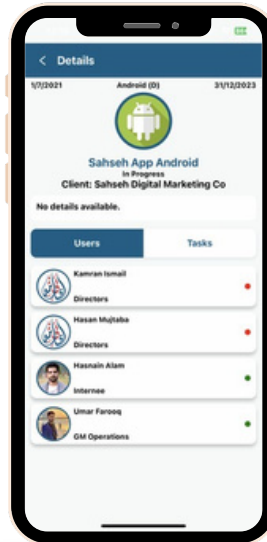 Details
1/7/2021 Android (D) 31/12/2023
Sahseh App Android
In Progress
Client: Sahseh Digital Marketing Co
No details available.
Users Tasks
Kamran Ismail
Directors
Hasan Mujtaba
Directors
Hasnain Alam
Internee
Umar Farooq
GM Operations